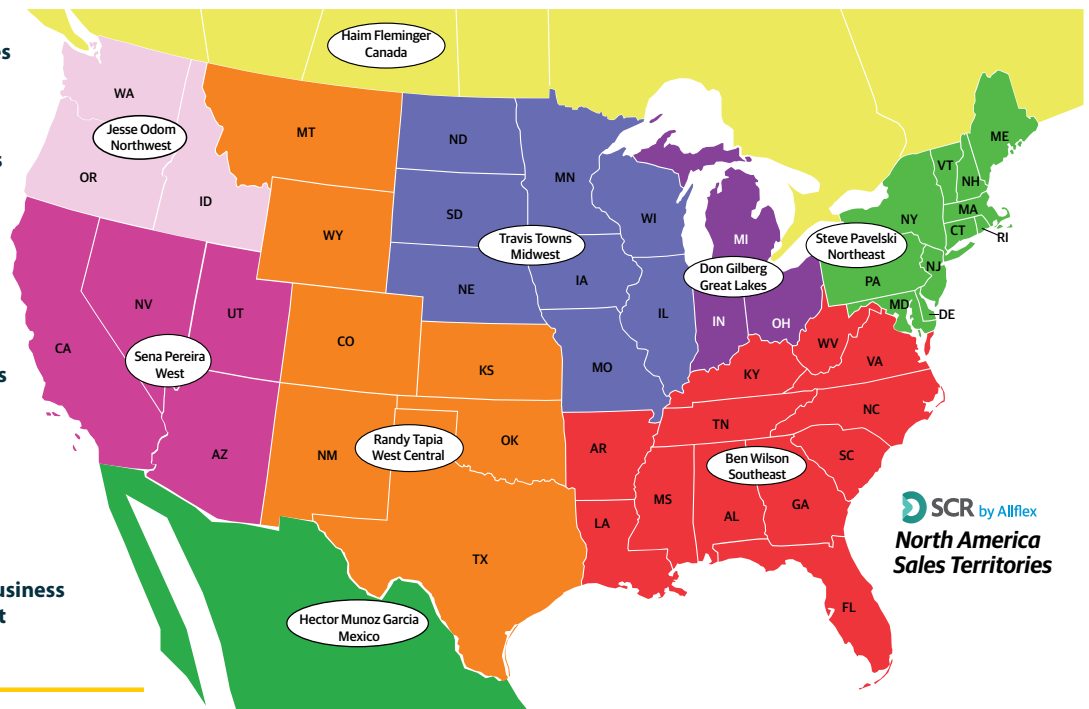 es
s
s
usiness
t
Haim Fleminger
Canada
WA
Jesse Odom
Northwest
OR
ID
MT
ND
MN
SD
WI
WY
Travis Towns
Midwest
NE
IA
MI
Don Gilberg
Great Lakes
IL
IN
OH
MO
ME
VT
NH
NY
MA
CT
RI
Steve Pavelski
Northeast
NJ
PA
MD
DE
NV
UT
CA
Sena Pereira
West
AZ
CO
KS
NM
Randy Tapia
West Central
OK
TX
WV
VA
KY
NC
TN
AR
Ben Wilson
Southeast
SC
MS
AL
GA
LA
FL
Hector Munoz Garcia
Mexico
SCR by Allflex
North America
Sales Territories